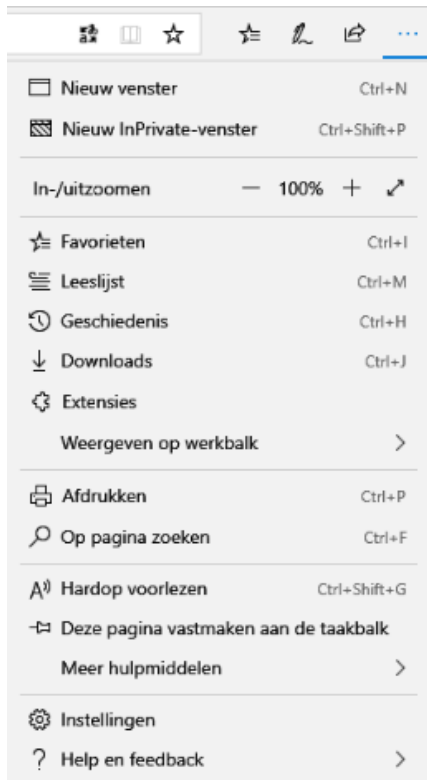 Nieuw venster Ctrl+N
Nieuw InPrivate-venster Ctrl+Shift+P
In-/uitzoomen — 100% +
Favorieten Ctrl+I
Leeslijst Ctrl+M
Geschiedenis Ctrl+H
Downloads Ctrl+J
Extensies
Weergeven op werkbalk
Afdrukken Ctrl+P
Op pagina zoeken Ctrl+F
Hardop voorlezen Ctrl+Shift+G
Deze pagina vastmaken aan de taakbalk
Meer hulpmiddelen
Instellingen
Help en feedback